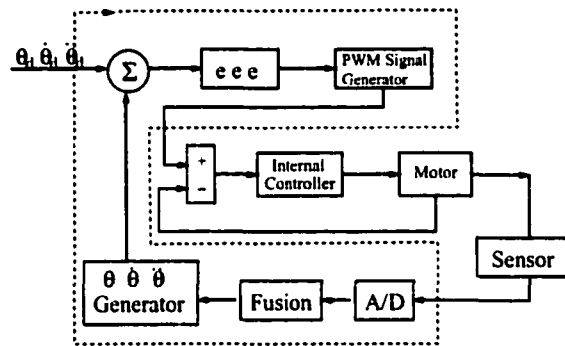 θd θ̇d θ̈d
Σ
e e e
PWM Signal
Generator
+
−
Internal
Controller
Motor
Sensor
θ θ̇ θ̈
Generator
Fusion
A/D